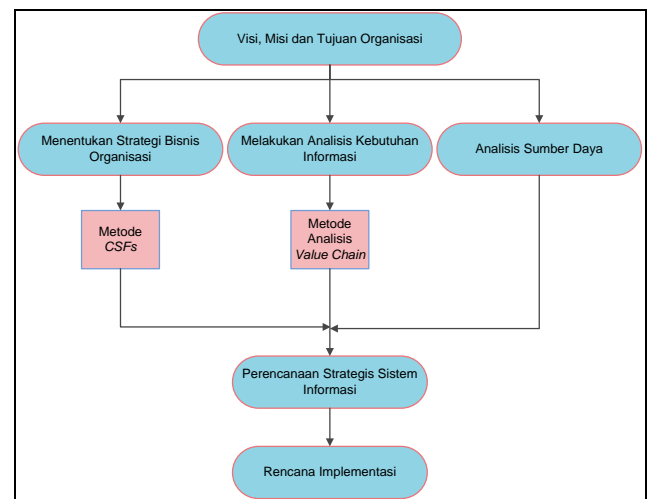 Visi, Misi dan Tujuan Organisasi
Menentukan Strategi Bisnis
Organisasi
Melakukan Analisis Kebutuhan
Informasi
Analisis Sumber Daya
Metode
CSFs
Metode
Analisis
Value Chain
Perencanaan Strategis Sistem
Informasi
Rencana Implementasi